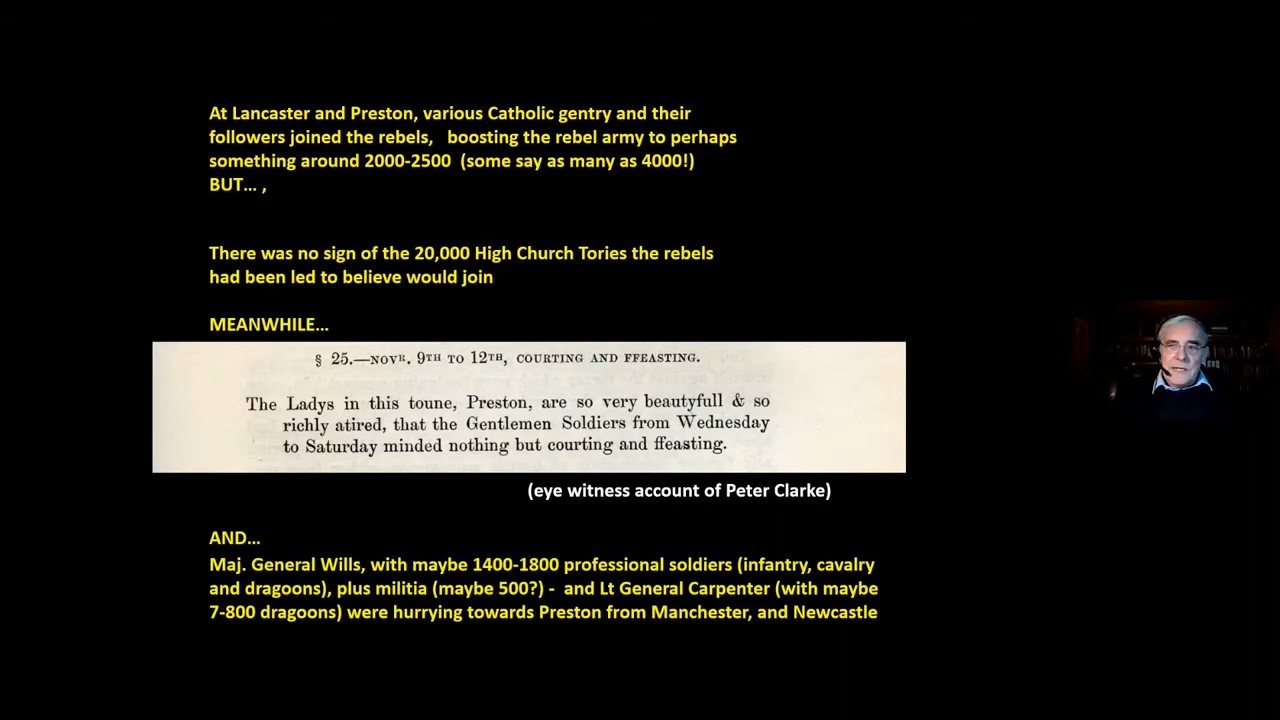 At Lancaster and Preston, various Catholic gentry and their
followers joined the rebels, boosting the rebel army to perhaps
something around 2000-2500 (some say as many as 4000!)
BUT... ,
There was no sign of the 20,000 High Church Tories the rebels
had been led to believe would join
MEANWHILE...
§ 25.—NOVR. 9TH TO 12TH, COURTING AND FFEASTING.
The Ladys in this toune, Preston, are so very beautyfull & so
richly atired, that the Gentlemen Soldiers from Wednesday
to Saturday minded nothing but courting and ffeasting.
(eye witness account of Peter Clarke)
AND...
Maj. General Wills, with maybe 1400-1800 professional soldiers (infantry, cavalry
and dragoons), plus militia (maybe 500?) - and Lt General Carpenter (with maybe
7-800 dragoons) were hurrying towards Preston from Manchester, and Newcastle